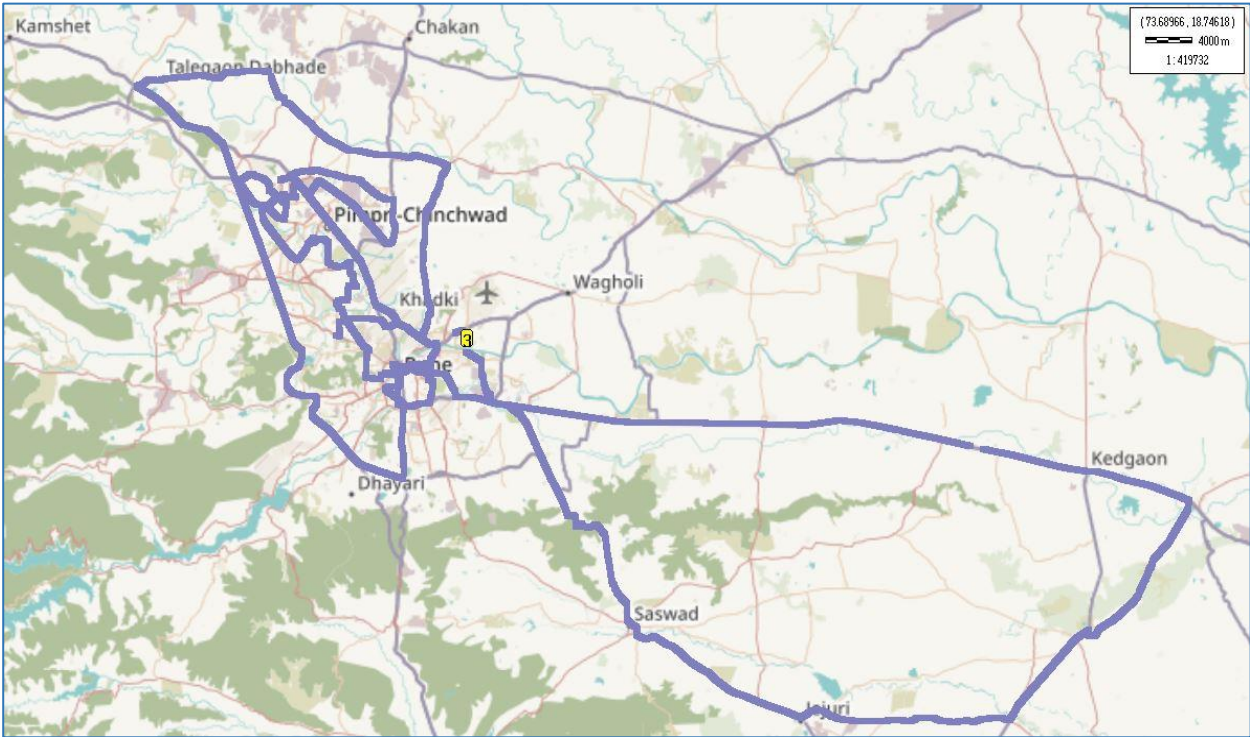 Kamshet
Chakan
(73.68966 , 18.74618)
4000 m
1 : 419732
Talegaon Dabhade
Pimpri-Chinchwad
Wagholi
Khadki
3
Pune
Kedgaon
Dhayari
Saswad
Jejuri